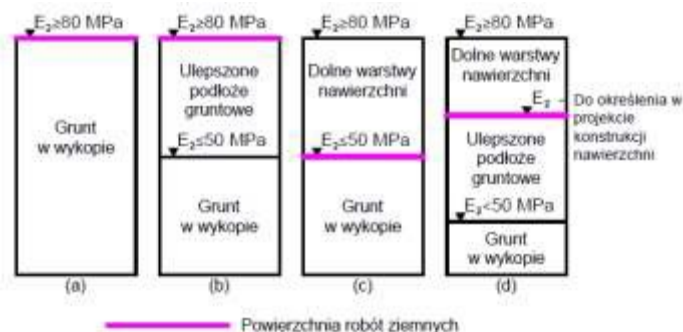 E₂≥80 MPa
Grunt
w wykopie
(a)
E₂≥80 MPa
Ulepszone
podłoże
gruntowe
E₂≤50 MPa
Grunt
w wykopie
(b)
E₂≥80 MPa
Dolne warstwy
nawierzchni
E₂≤50 MPa
Grunt
w wykopie
(c)
E₂≥80 MPa
Dolne warstwy
nawierzchni
E₂
Do określenia w
projekcie
konstrukcji
nawierzchni
Ulepszone
podłoże
gruntowe
E₂<50 MPa
Grunt
w wykopie
(d)
Powierzchnia robót ziemnych